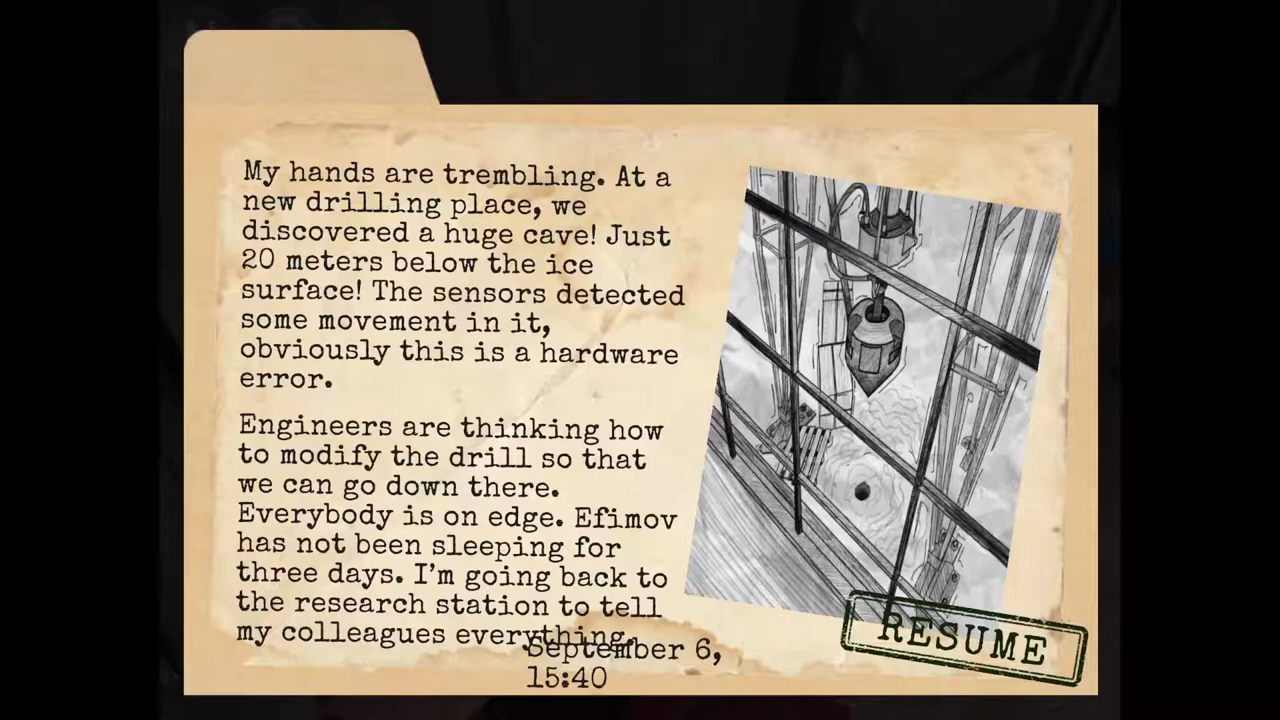 My hands are trembling. At a
new drilling place, we
discovered a huge cave! Just
20 meters below the ice
surface! The sensors detected
some movement in it,
obviously this is a hardware
error.
Engineers are thinking how
to modify the drill so that
we can go down there.
Everybody is on edge. Efimov
has not been sleeping for
three days. I'm going back to
the research station to tell
my colleagues everything.
September 6,
15:40
RESUME